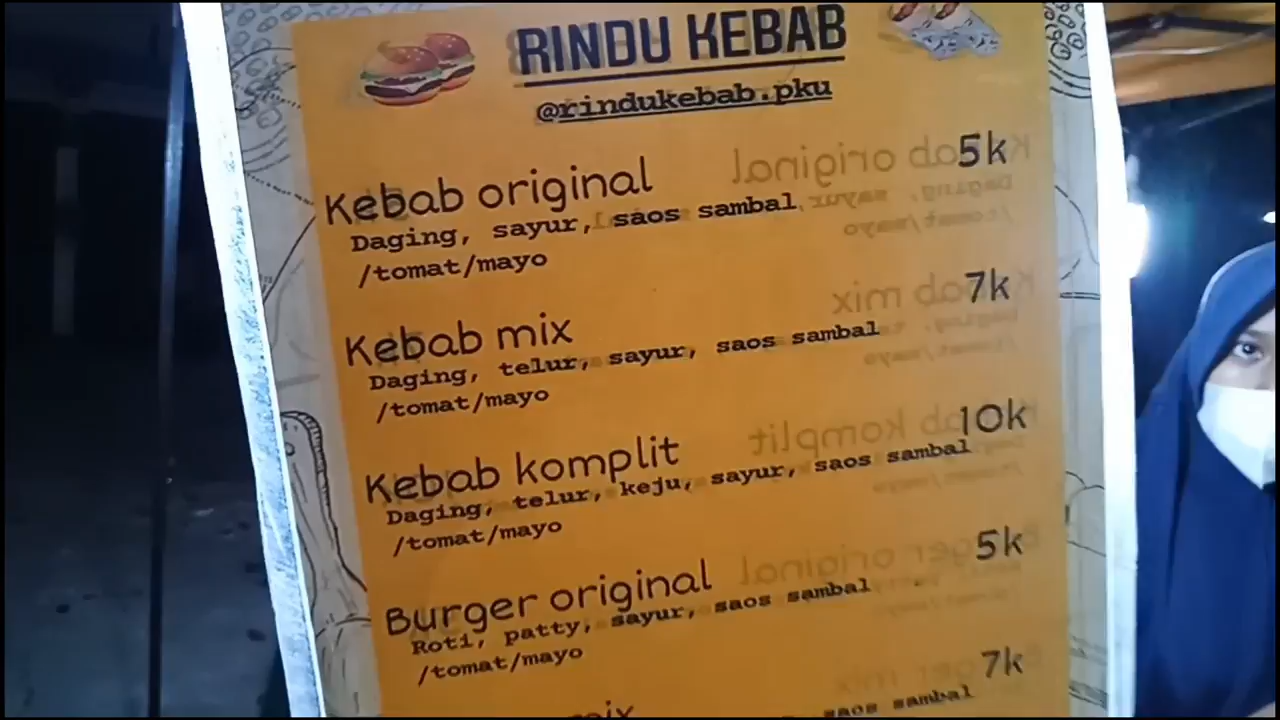 RINDU KEBAB
@rindukebab.pku
Kebab original 5k
Daging, sayur, saos sambal
/tomat/mayo
Kebab mix 7k
Daging, telur, sayur, saos sambal
/tomat/mayo
Kebab komplit 10k
Daging, telur, keju, sayur, saos sambal
/tomat/mayo
Burger original 5k
Roti, patty, sayur, saos sambal
/tomat/mayo
mix 7k
saos sambal